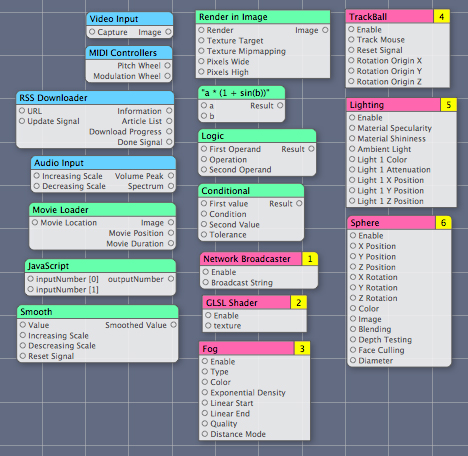 Video Input
Capture Image
MIDI Controllers
Pitch Wheel
Modulation Wheel
RSS Downloader
URL Information
Update Signal Article List
Download Progress
Done Signal
Audio Input
Increasing Scale Volume Peak
Decreasing Scale Spectrum
Movie Loader
Movie Location Image
Movie Position
Movie Duration
JavaScript
inputNumber [0] outputNumber
inputNumber [1]
Smooth
Value Smoothed Value
Increasing Scale
Descreasing Scale
Reset Signal
Render in Image
Render Image
Texture Target
Texture Mipmapping
Pixels Wide
Pixels High
"a * (1 + sin(b))"
a Result
b
Logic
First Operand Result
Operation
Second Operand
Conditional
First value Result
Condition
Second Value
Tolerance
Network Broadcaster 1
Enable
Broadcast String
GLSL Shader 2
Enable
texture
Fog 3
Enable
Type
Color
Exponential Density
Linear Start
Linear End
Quality
Distance Mode
TrackBall 4
Enable
Track Mouse
Reset Signal
Rotation Origin X
Rotation Origin Y
Rotation Origin Z
Lighting 5
Enable
Material Specularity
Material Shininess
Ambient Light
Light 1 Color
Light 1 Attenuation
Light 1 X Position
Light 1 Y Position
Light 1 Z Position
Sphere 6
Enable
X Position
Y Position
Z Position
X Rotation
Y Rotation
Z Rotation
Color
Image
Blending
Depth Testing
Face Culling
Diameter